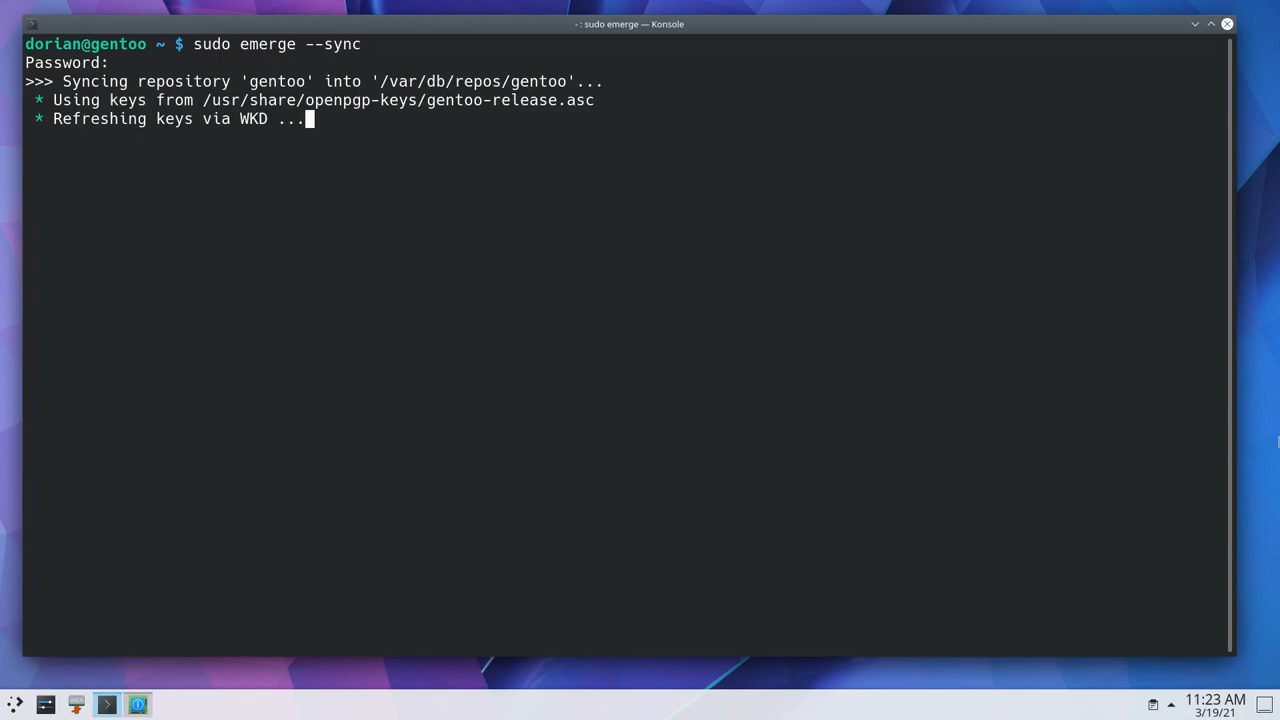 - : sudo emerge — Konsole
dorian@gentoo ~ $ sudo emerge --sync
Password:
>>> Syncing repository 'gentoo' into '/var/db/repos/gentoo'...
* Using keys from /usr/share/openpgp-keys/gentoo-release.asc
* Refreshing keys via WKD ...
11:23 AM
3/19/21